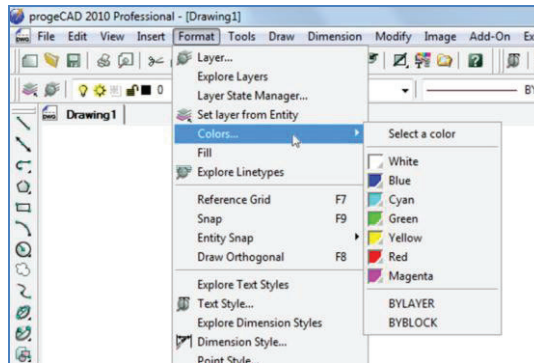 progeCAD 2010 Professional - [Drawing1]
File Edit View Insert Format Tools Draw Dimension Modify Image Add-On
Layer...
Explore Layers
Layer State Manager...
0
Set layer from Entity
Drawing1
Colors...
Select a color
Fill
White
Explore Linetypes
Blue
Cyan
Reference Grid F7
Green
Snap F9
Yellow
Entity Snap
Red
Draw Orthogonal F8
Magenta
Explore Text Styles
BYLAYER
Text Style...
BYBLOCK
Explore Dimension Styles
Dimension Style...
Point Style...